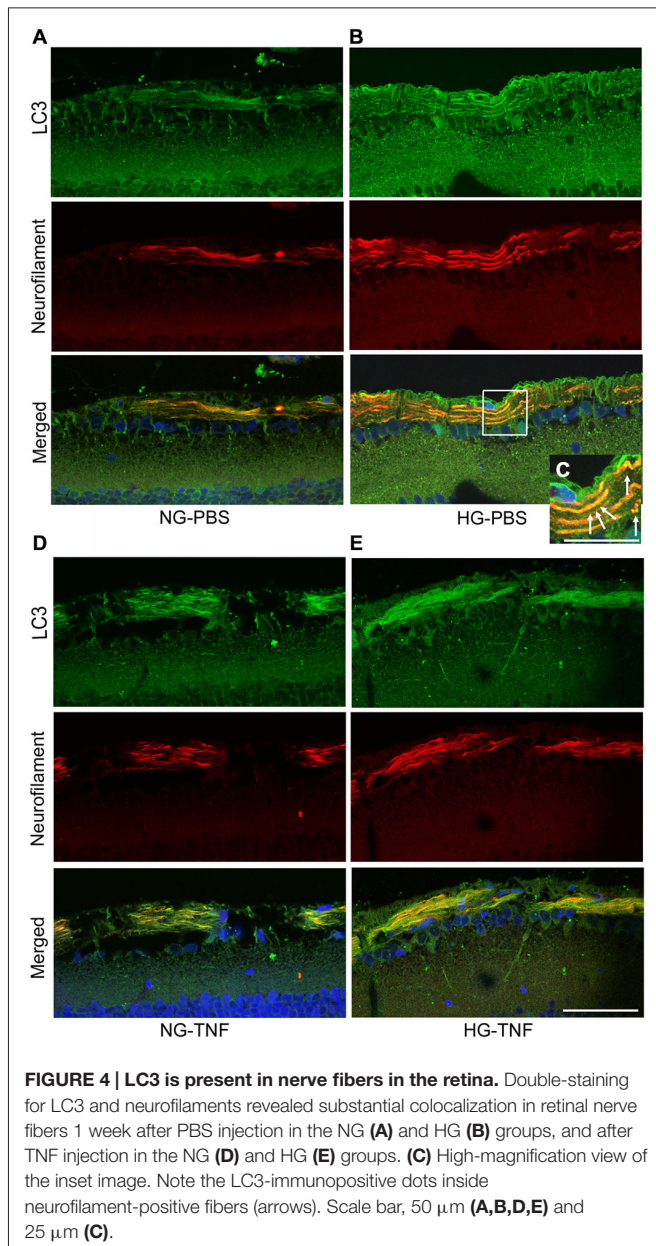 A
B
LC3
Neurofilament
Merged
C
NG-PBS
HG-PBS
D
E
LC3
Neurofilament
Merged
NG-TNF
HG-TNF
FIGURE 4 | LC3 is present in nerve fibers in the retina. Double-staining
for LC3 and neurofilaments revealed substantial colocalization in retinal nerve
fibers 1 week after PBS injection in the NG (A) and HG (B) groups, and after
TNF injection in the NG (D) and HG (E) groups. (C) High-magnification view of
the inset image. Note the LC3-immunopositive dots inside
neurofilament-positive fibers (arrows). Scale bar, 50 μm (A,B,D,E) and
25 μm (C).